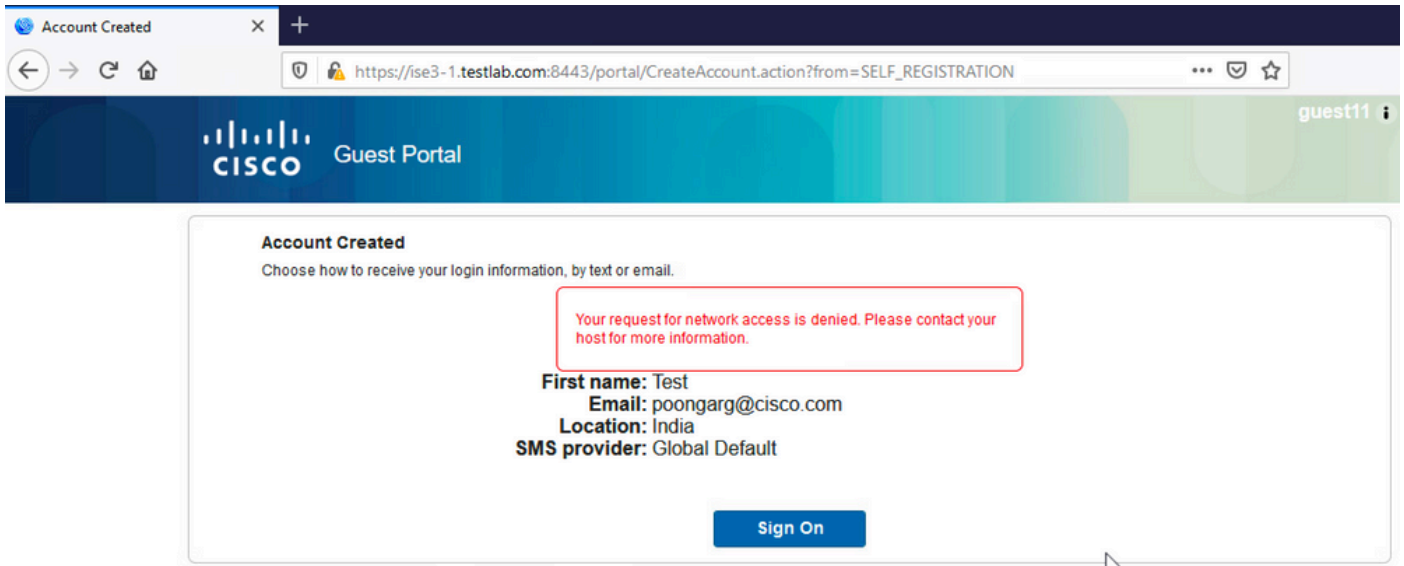 Account Created
https://ise3-1.testlab.com:8443/portal/CreateAccount.action?from=SELF_REGISTRATION
guest11
CISCO Guest Portal
Account Created
Choose how to receive your login information, by text or email.
Your request for network access is denied. Please contact your
host for more information.
First name: Test
Email: poongarg@cisco.com
Location: India
SMS provider: Global Default
Sign On